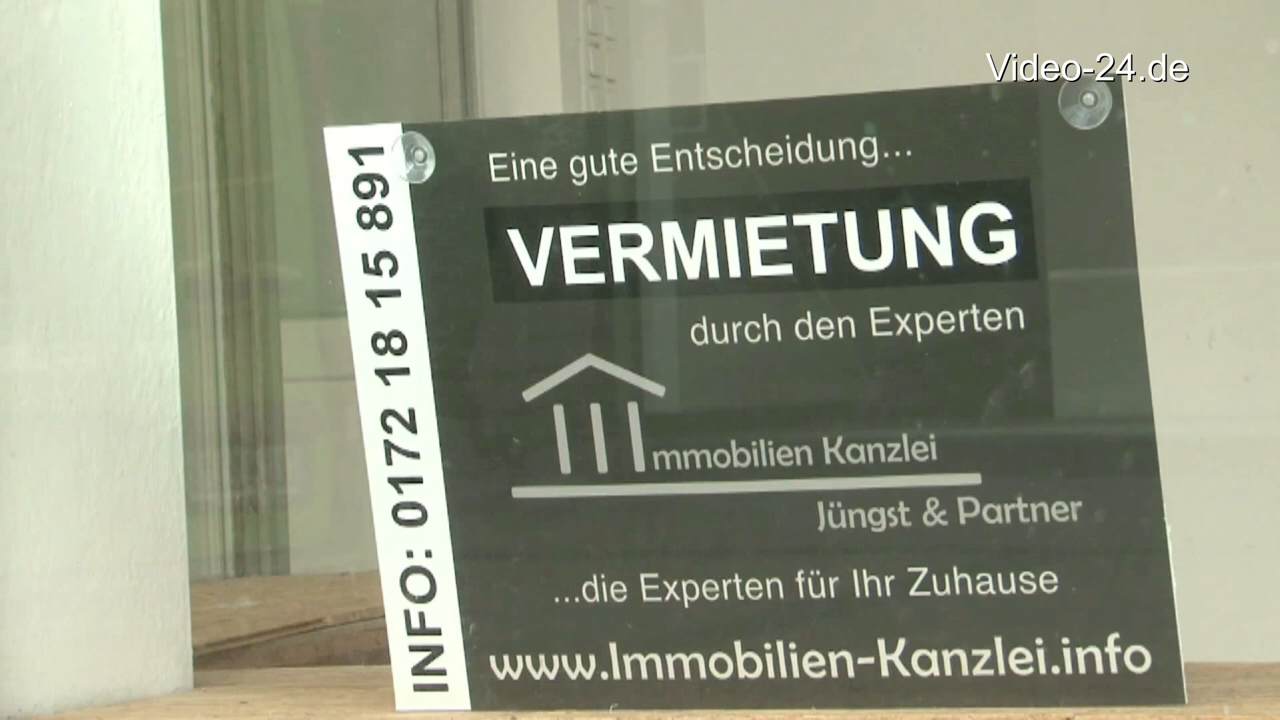 Video-24.de
INFO: 0172 18 15 891
Eine gute Entscheidung...
VERMIETUNG
durch den Experten
Immobilien Kanzlei
Jüngst & Partner
...die Experten für Ihr Zuhause
www.Immobilien-Kanzlei.info